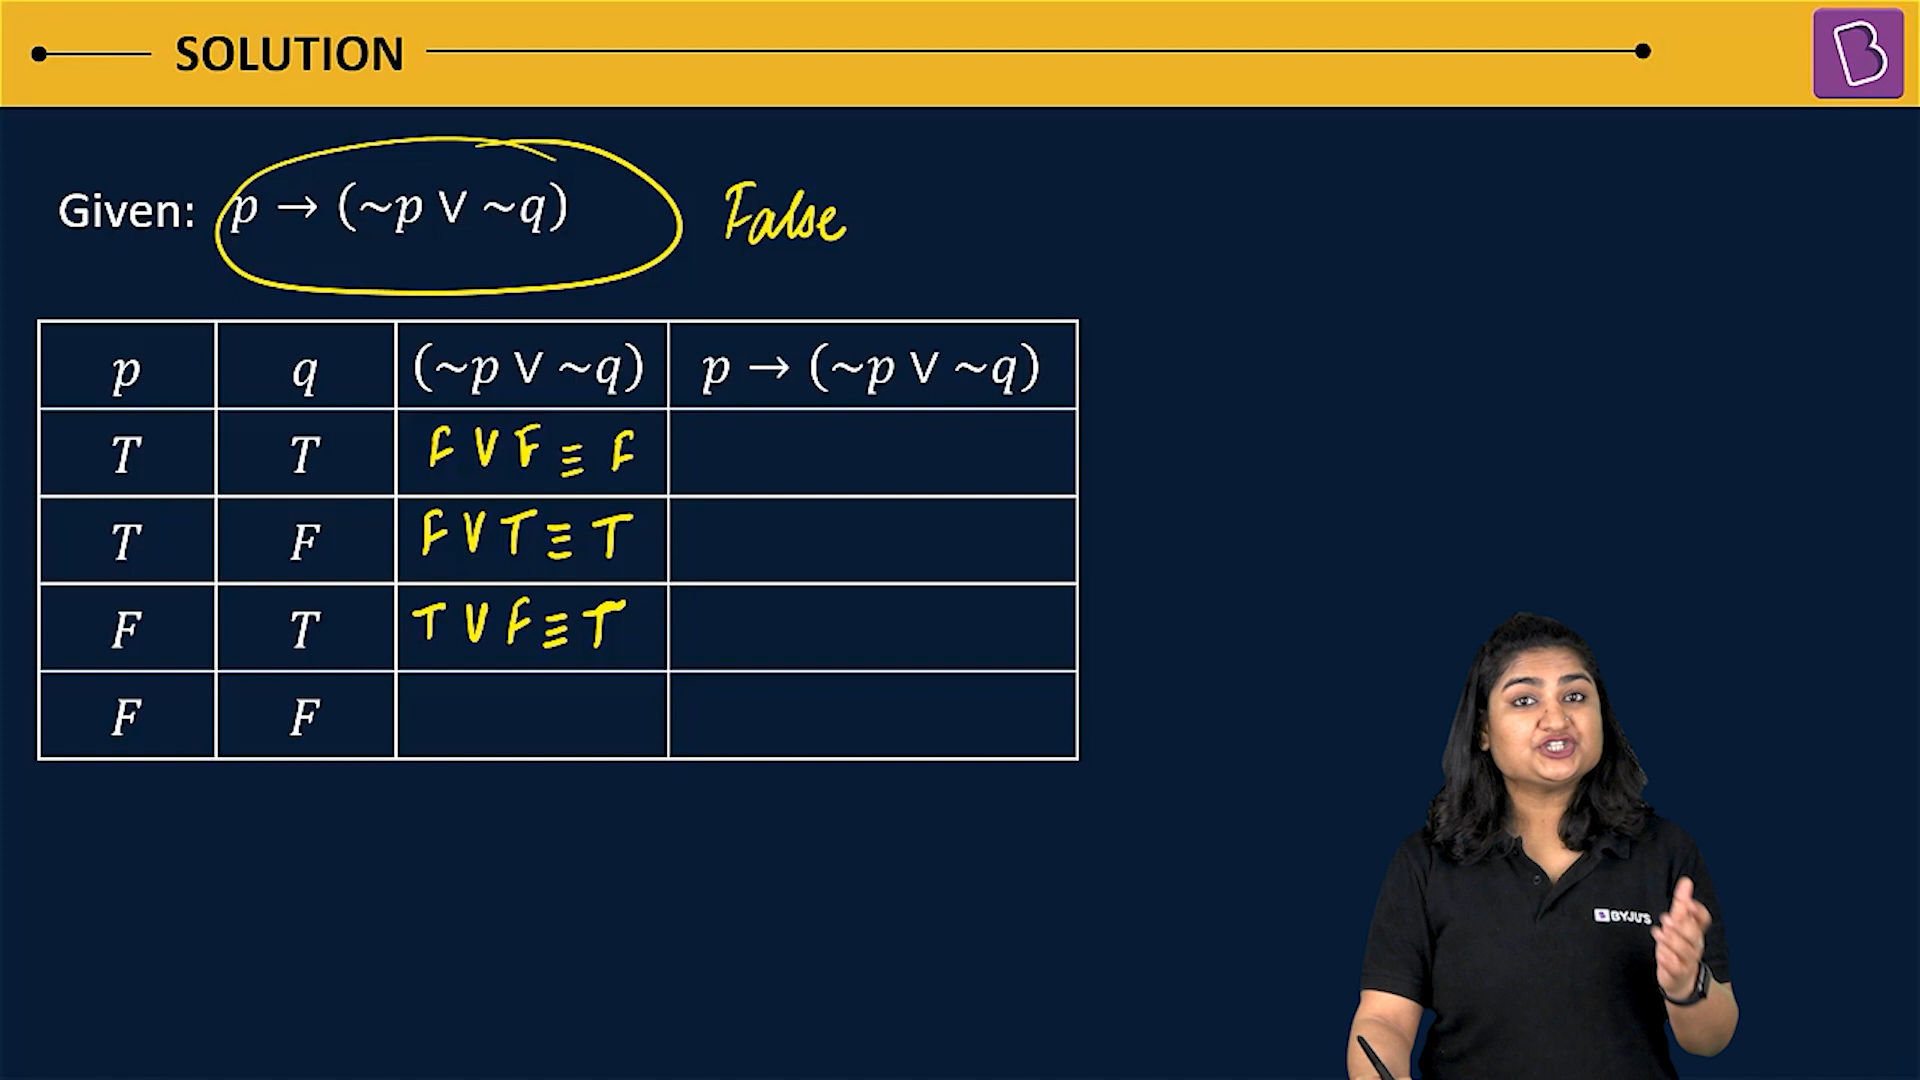 SOLUTION
Given: p → (~p ∨ ~q) False
p q (~p ∨ ~q) p → (~p ∨ ~q)
T T F V F ≡ F
T F F V T ≡ T
F T T V F ≡ T
F F
BYJU'S